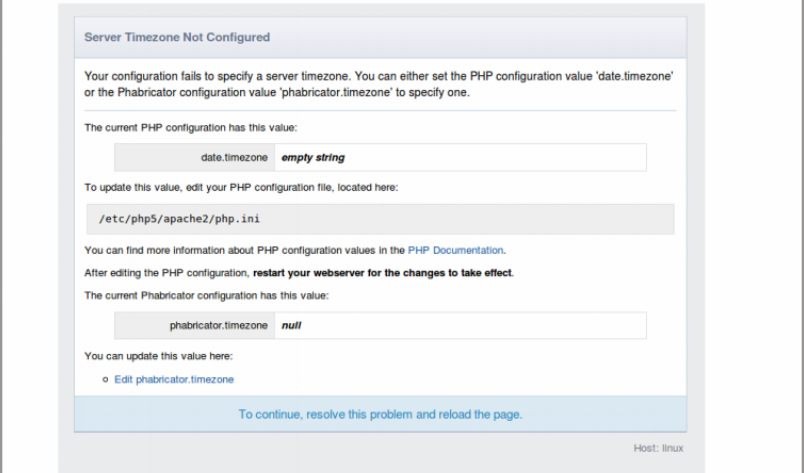 Server Timezone Not Configured
Your configuration fails to specify a server timezone. You can either set the PHP configuration value 'date.timezone'
or the Phabricator configuration value 'phabricator.timezone' to specify one.
The current PHP configuration has this value:
date.timezone empty string
To update this value, edit your PHP configuration file, located here:
/etc/php5/apache2/php.ini
You can find more information about PHP configuration values in the PHP Documentation.
After editing the PHP configuration, restart your webserver for the changes to take effect.
The current Phabricator configuration has this value:
phabricator.timezone null
You can update this value here:
Edit phabricator.timezone
To continue, resolve this problem and reload the page.
Host: linux